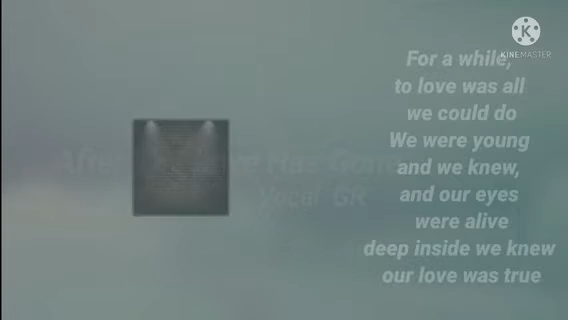 KINEMASTER
For a while,
to love was all
we could do
We were young
and we knew,
and our eyes
were alive
deep inside we knew
our love was true
After The Love Has Gone
Vocal GR